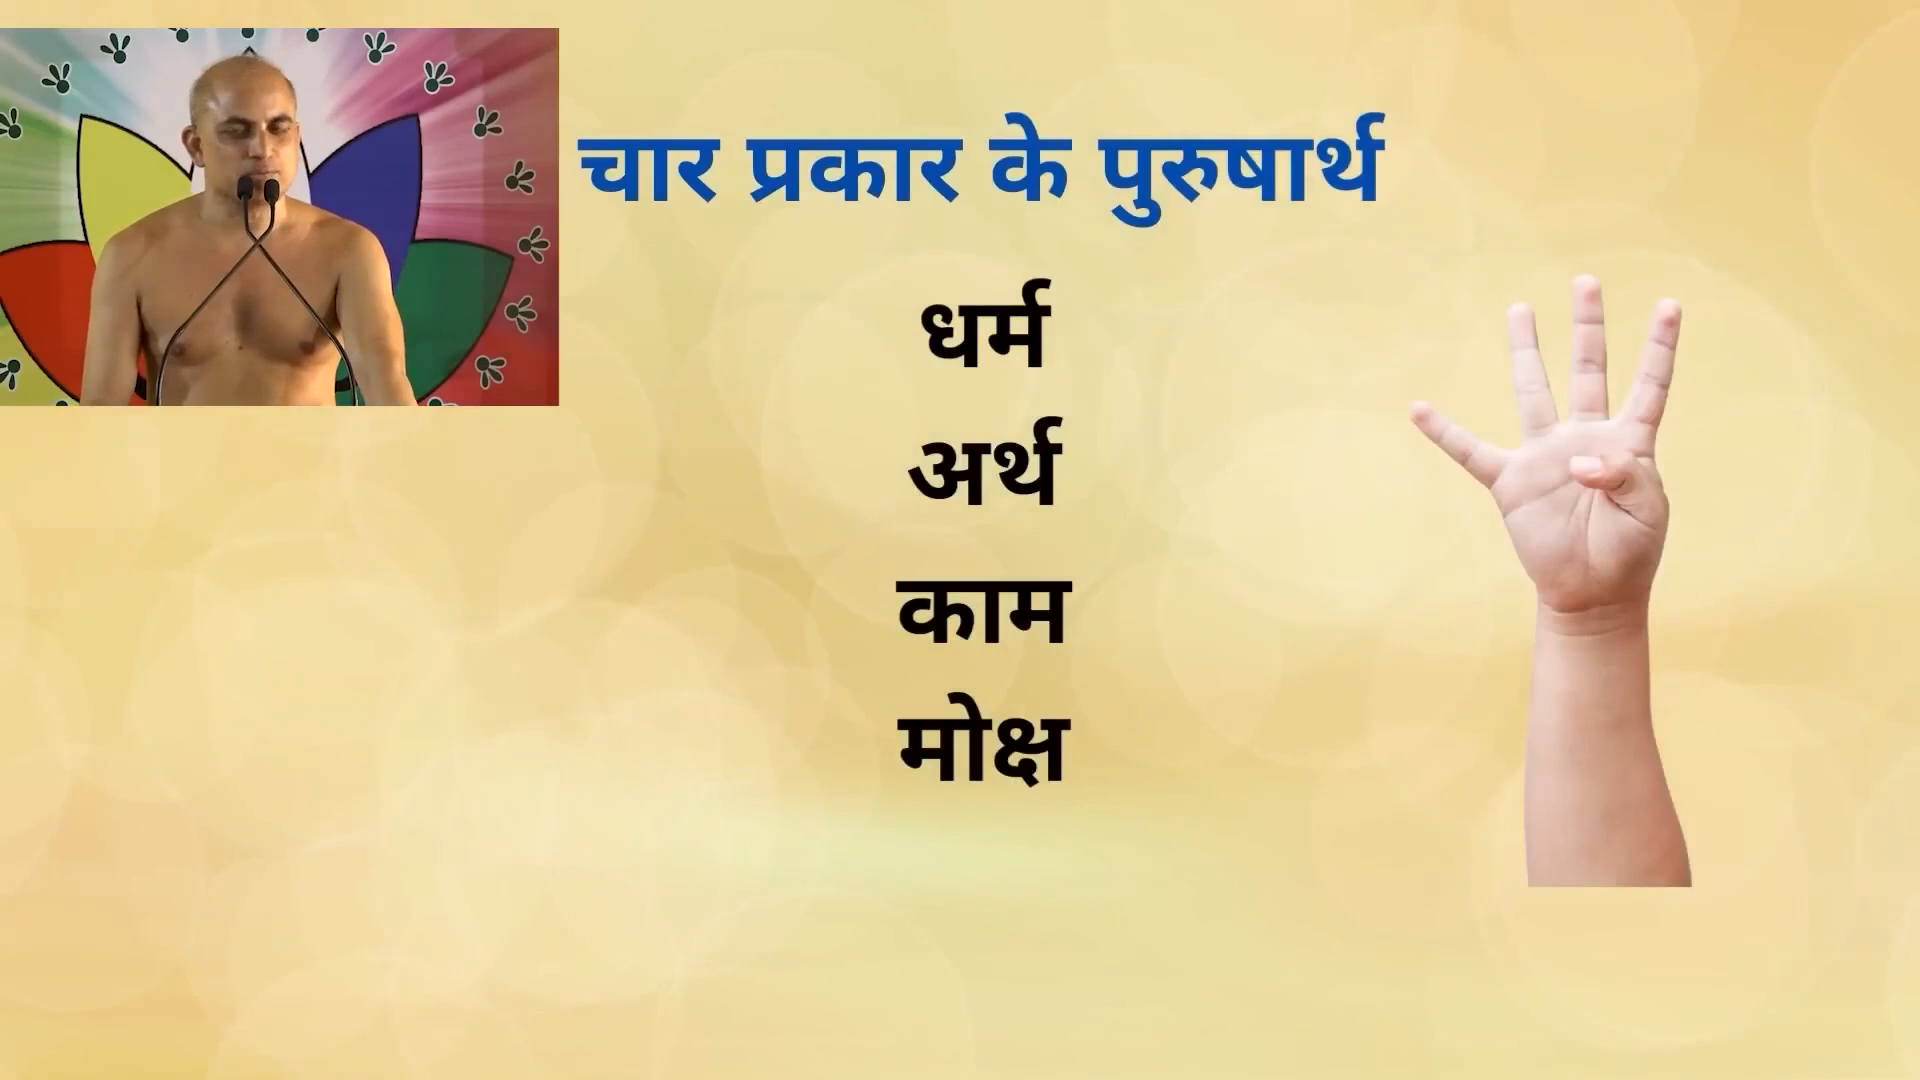 चार प्रकार के पुरुषार्थ
धर्म
अर्थ
काम
मोक्ष